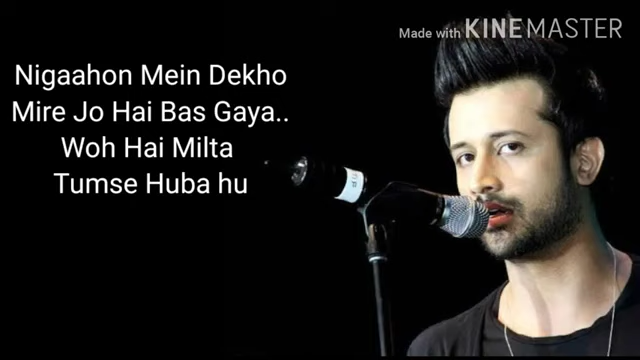 Made with KINEMASTER
Nigaahon Mein Dekho
Mire Jo Hai Bas Gaya..
Woh Hai Milta
Tumse Huba hu